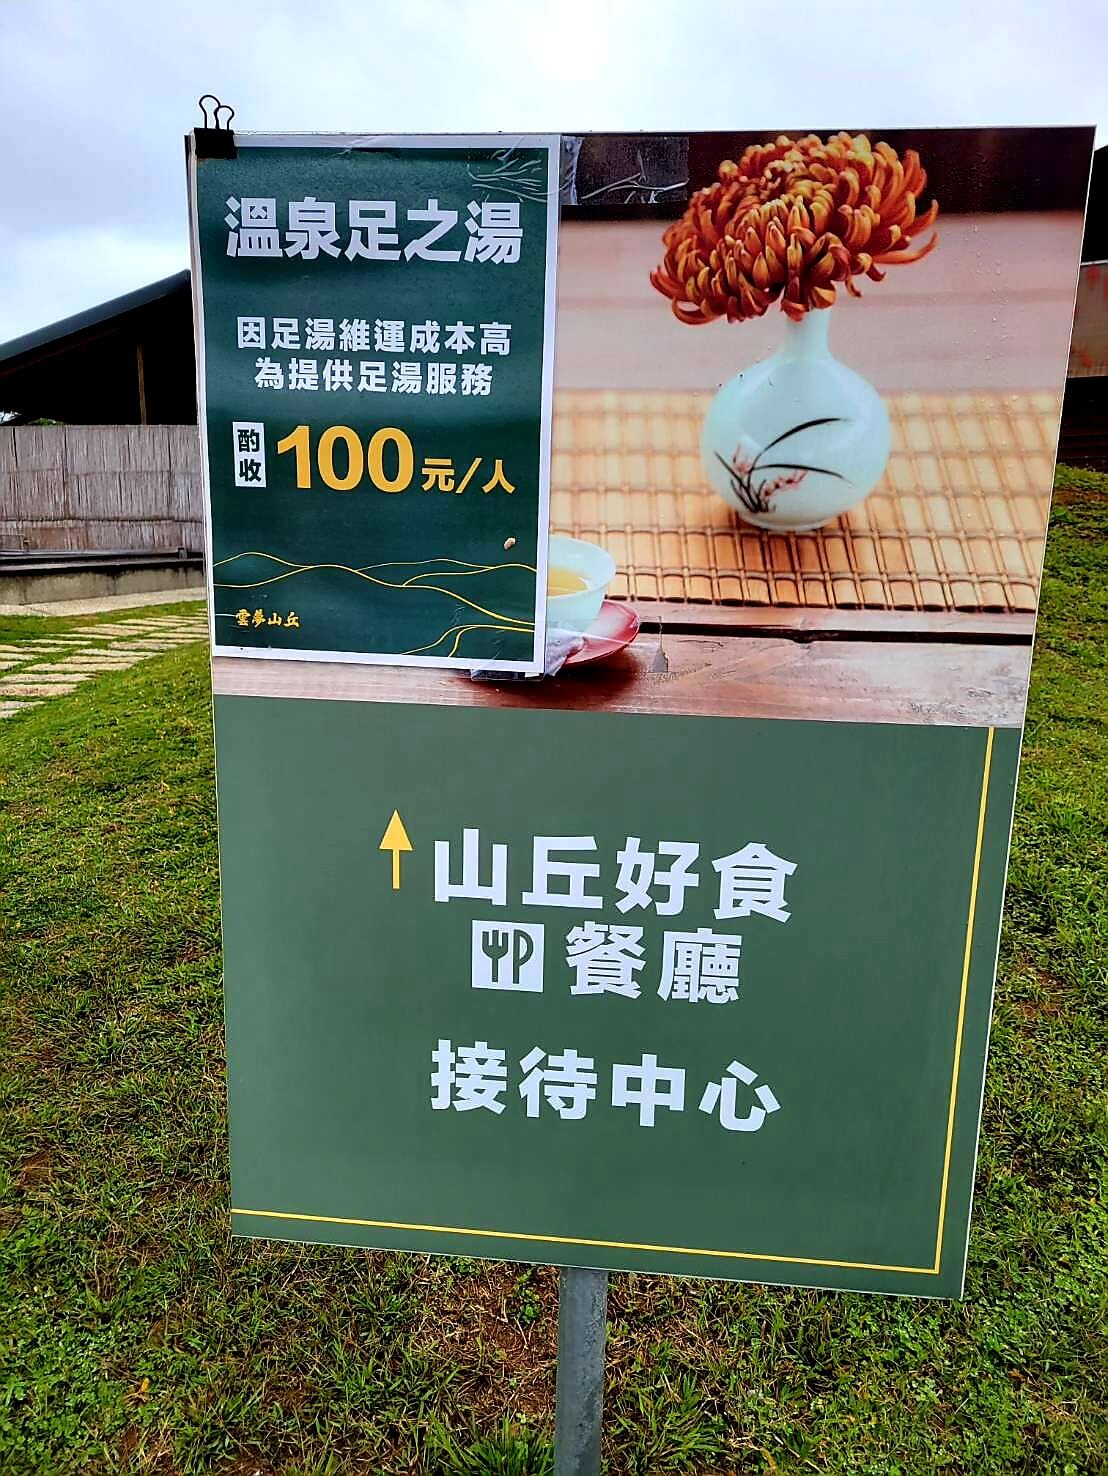 溫泉足之湯
因足湯維運成本高
為提供足湯服務
酌收 100元/人
雲夢山丘
山丘好食
餐廳
接待中心